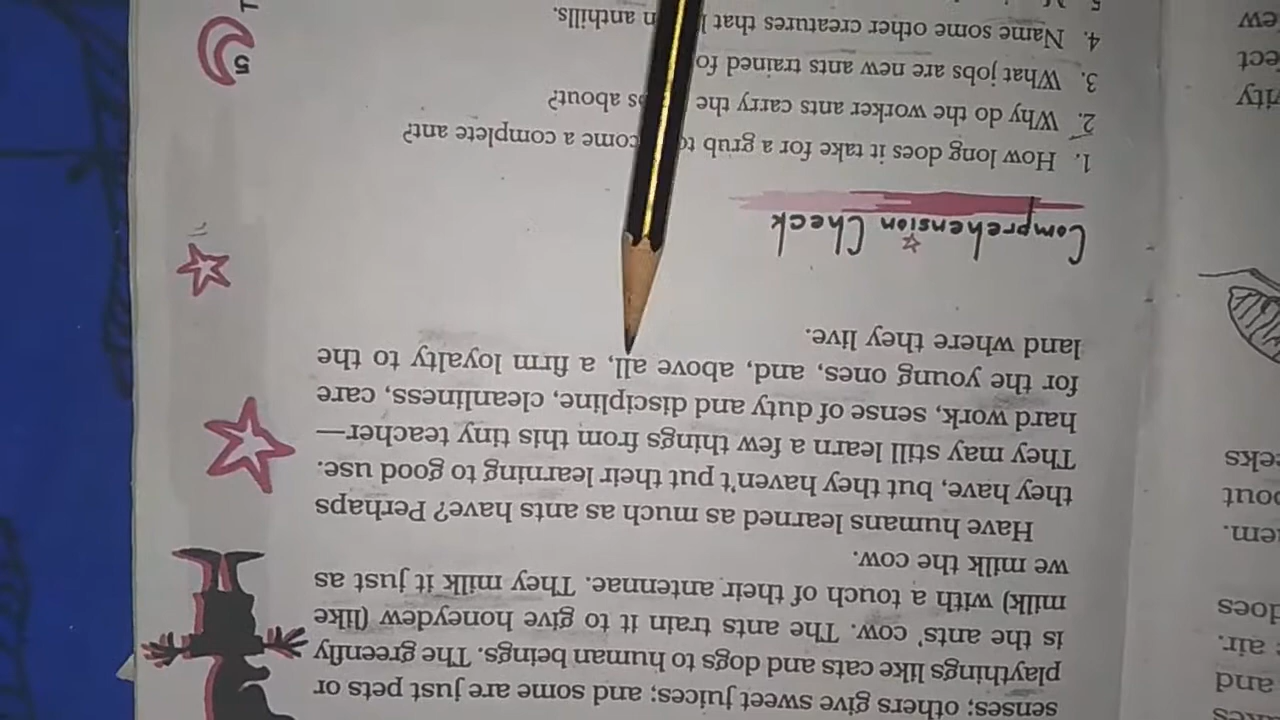 senses; others give sweet juices; and some are just pets or
playthings like cats and dogs to human beings. The greenfly
is the ants' cow. The ants train it to give honeydew (like
milk) with a touch of their antennae. They milk it just as
we milk the cow.
Have humans learned as much as ants have? Perhaps
they have, but they haven't put their learning to good use.
They may still learn a few things from this tiny teacher—
hard work, sense of duty and discipline, cleanliness, care
for the young ones, and, above all, a firm loyalty to the
land where they live.
Comprehension Check
1. How long does it take for a grub to become a complete ant?
2. Why do the worker ants carry the about?
3. What jobs are new ants trained
4. Name some other creatures that anthills.
5
5
and
air.
does
bout